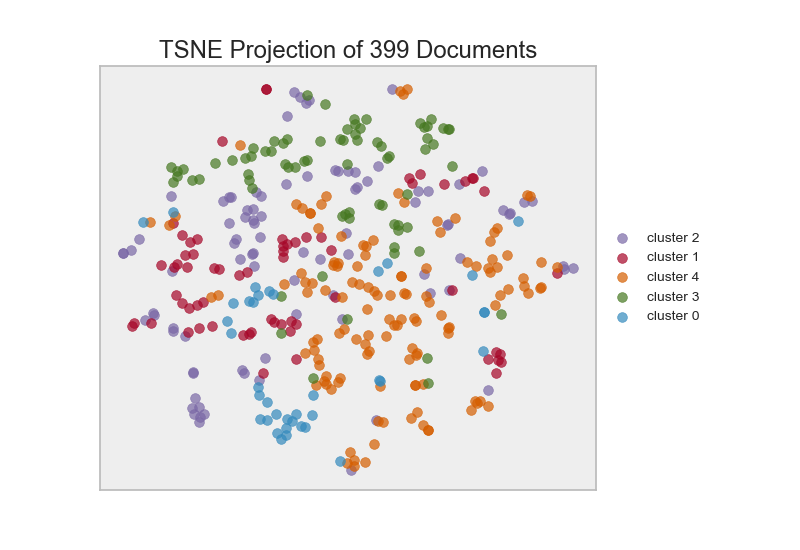 TSNE Projection of 399 Documents
cluster 2
cluster 1
cluster 4
cluster 3
cluster 0